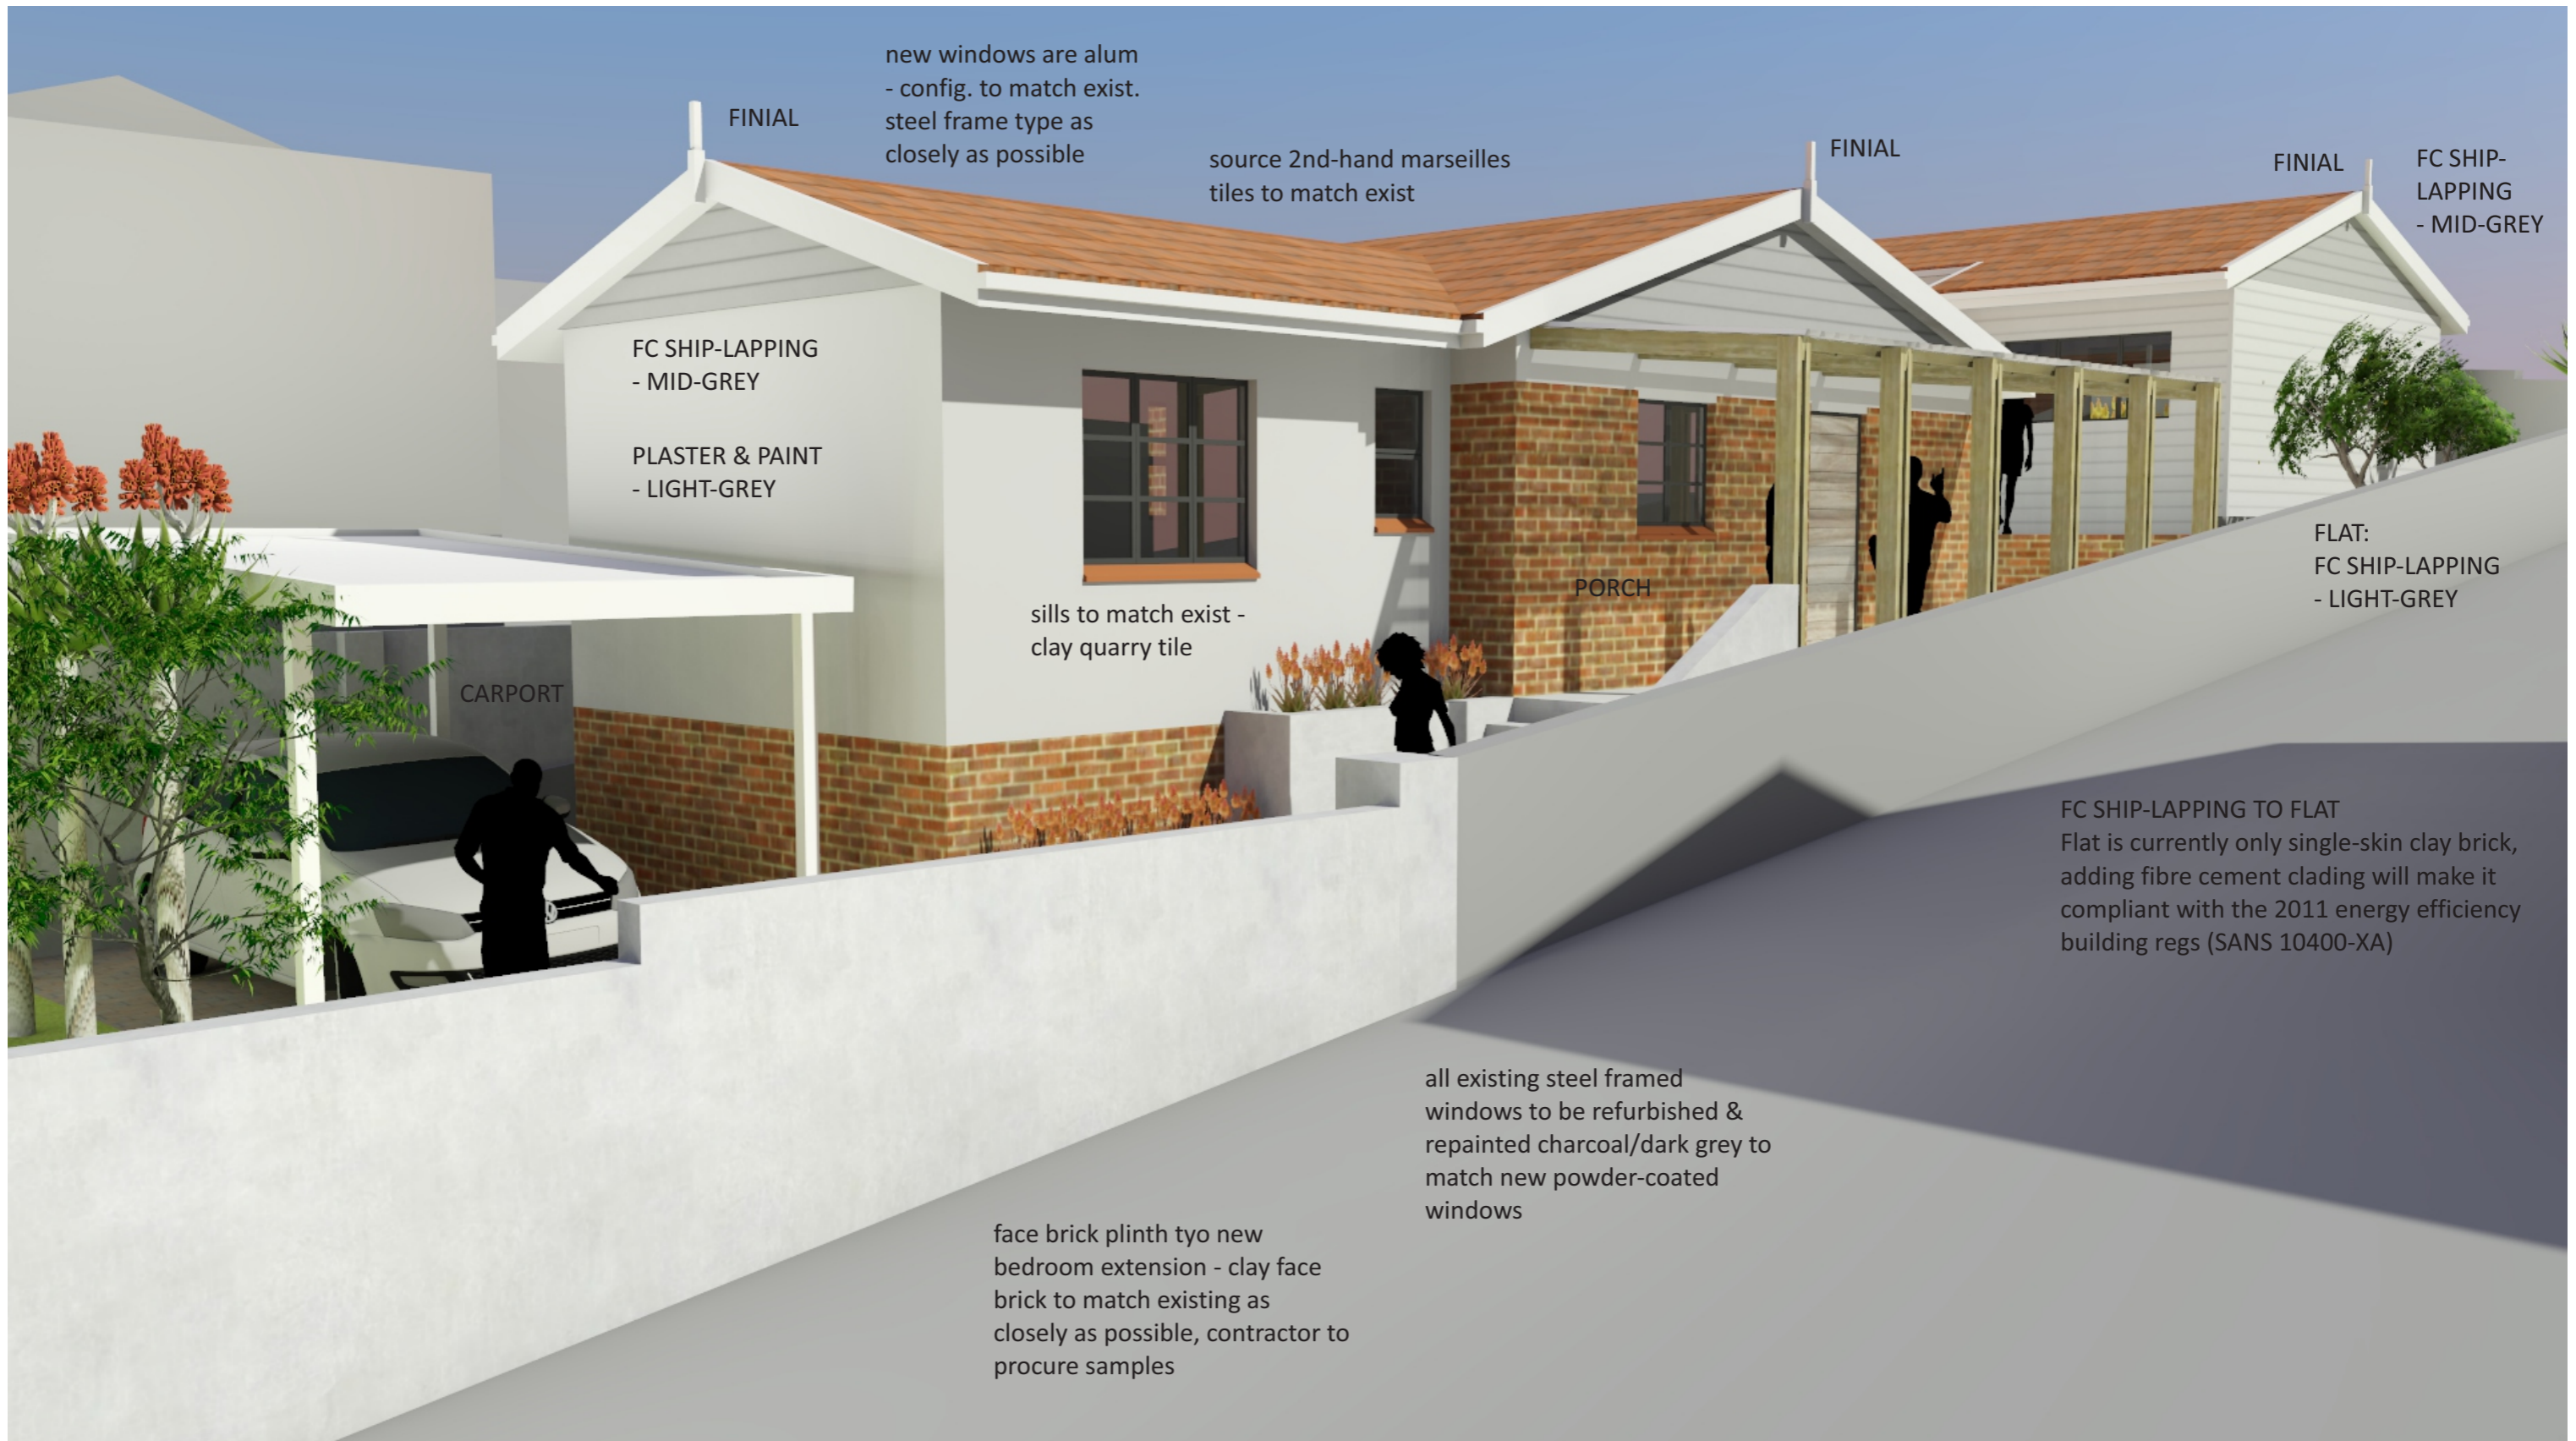 new windows are alum
- config. to match exist.
steel frame type as
closely as possible
FINIAL
source 2nd-hand marseilles
tiles to match exist
FINIAL
FINIAL
FC SHIP-
LAPPING
- MID-GREY
FC SHIP-LAPPING
- MID-GREY
PLASTER & PAINT
- LIGHT-GREY
sills to match exist -
clay quarry tile
PORCH
FLAT:
FC SHIP-LAPPING
- LIGHT-GREY
CARPORT
FC SHIP-LAPPING TO FLAT
Flat is currently only single-skin clay brick,
adding fibre cement clading will make it
compliant with the 2011 energy efficiency
building regs (SANS 10400-XA)
all existing steel framed
windows to be refurbished &
repainted charcoal/dark grey to
match new powder-coated
windows
face brick plinth tyo new
bedroom extension - clay face
brick to match existing as
closely as possible, contractor to
procure samples